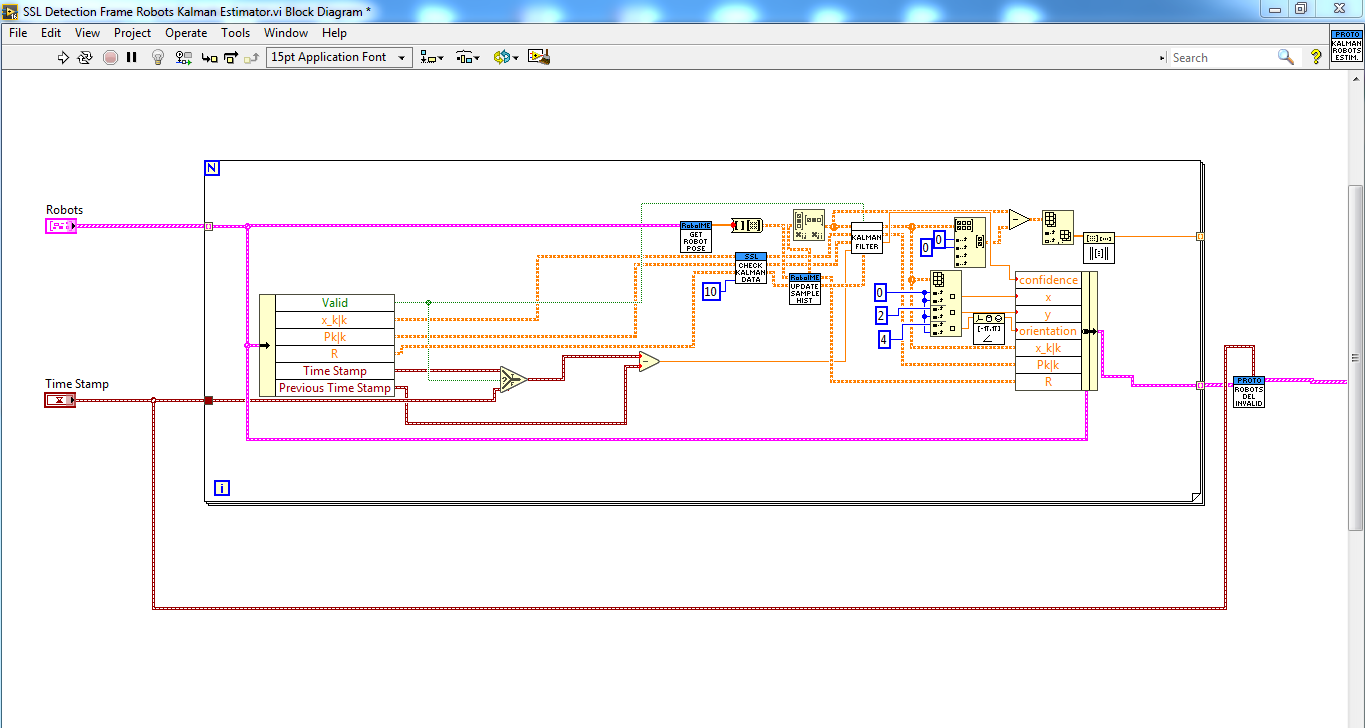 SSL Detection Frame Robots Kalman Estimator.vi Block Diagram *
File Edit View Project Operate Tools Window Help
15pt Application Font
Search
PROTO
KALMAN
ROBOTS
ESTIM.
N
Robots
RoboIME
GET
ROBOT
POSE
SSL
CHECK
KALMAN
DATA
10
RoboIME
UPDATE
SAMPLE
HIST
KALMAN
FILTER
0
0
0
2
4
[-π,π]
Valid
x_k|k
Pk|k
R
Time Stamp
Previous Time Stamp
confidence
x
y
orientation
x_k|k
Pk|k
R
Time Stamp
PROTO
ROBOTS
DEL
INVALID
i